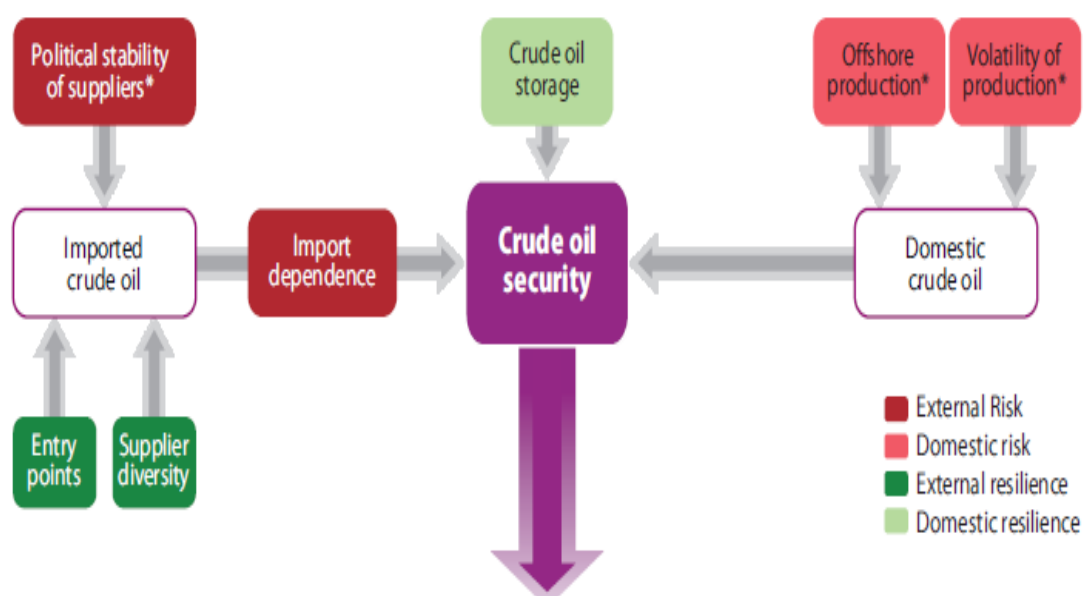 Political stability
of suppliers*
Crude oil
storage
Offshore
production*
Volatility of
production*
Imported
crude oil
Import
dependence
Crude oil
security
Domestic
crude oil
Entry
points
Supplier
diversity
External Risk
Domestic risk
External resilience
Domestic resilience